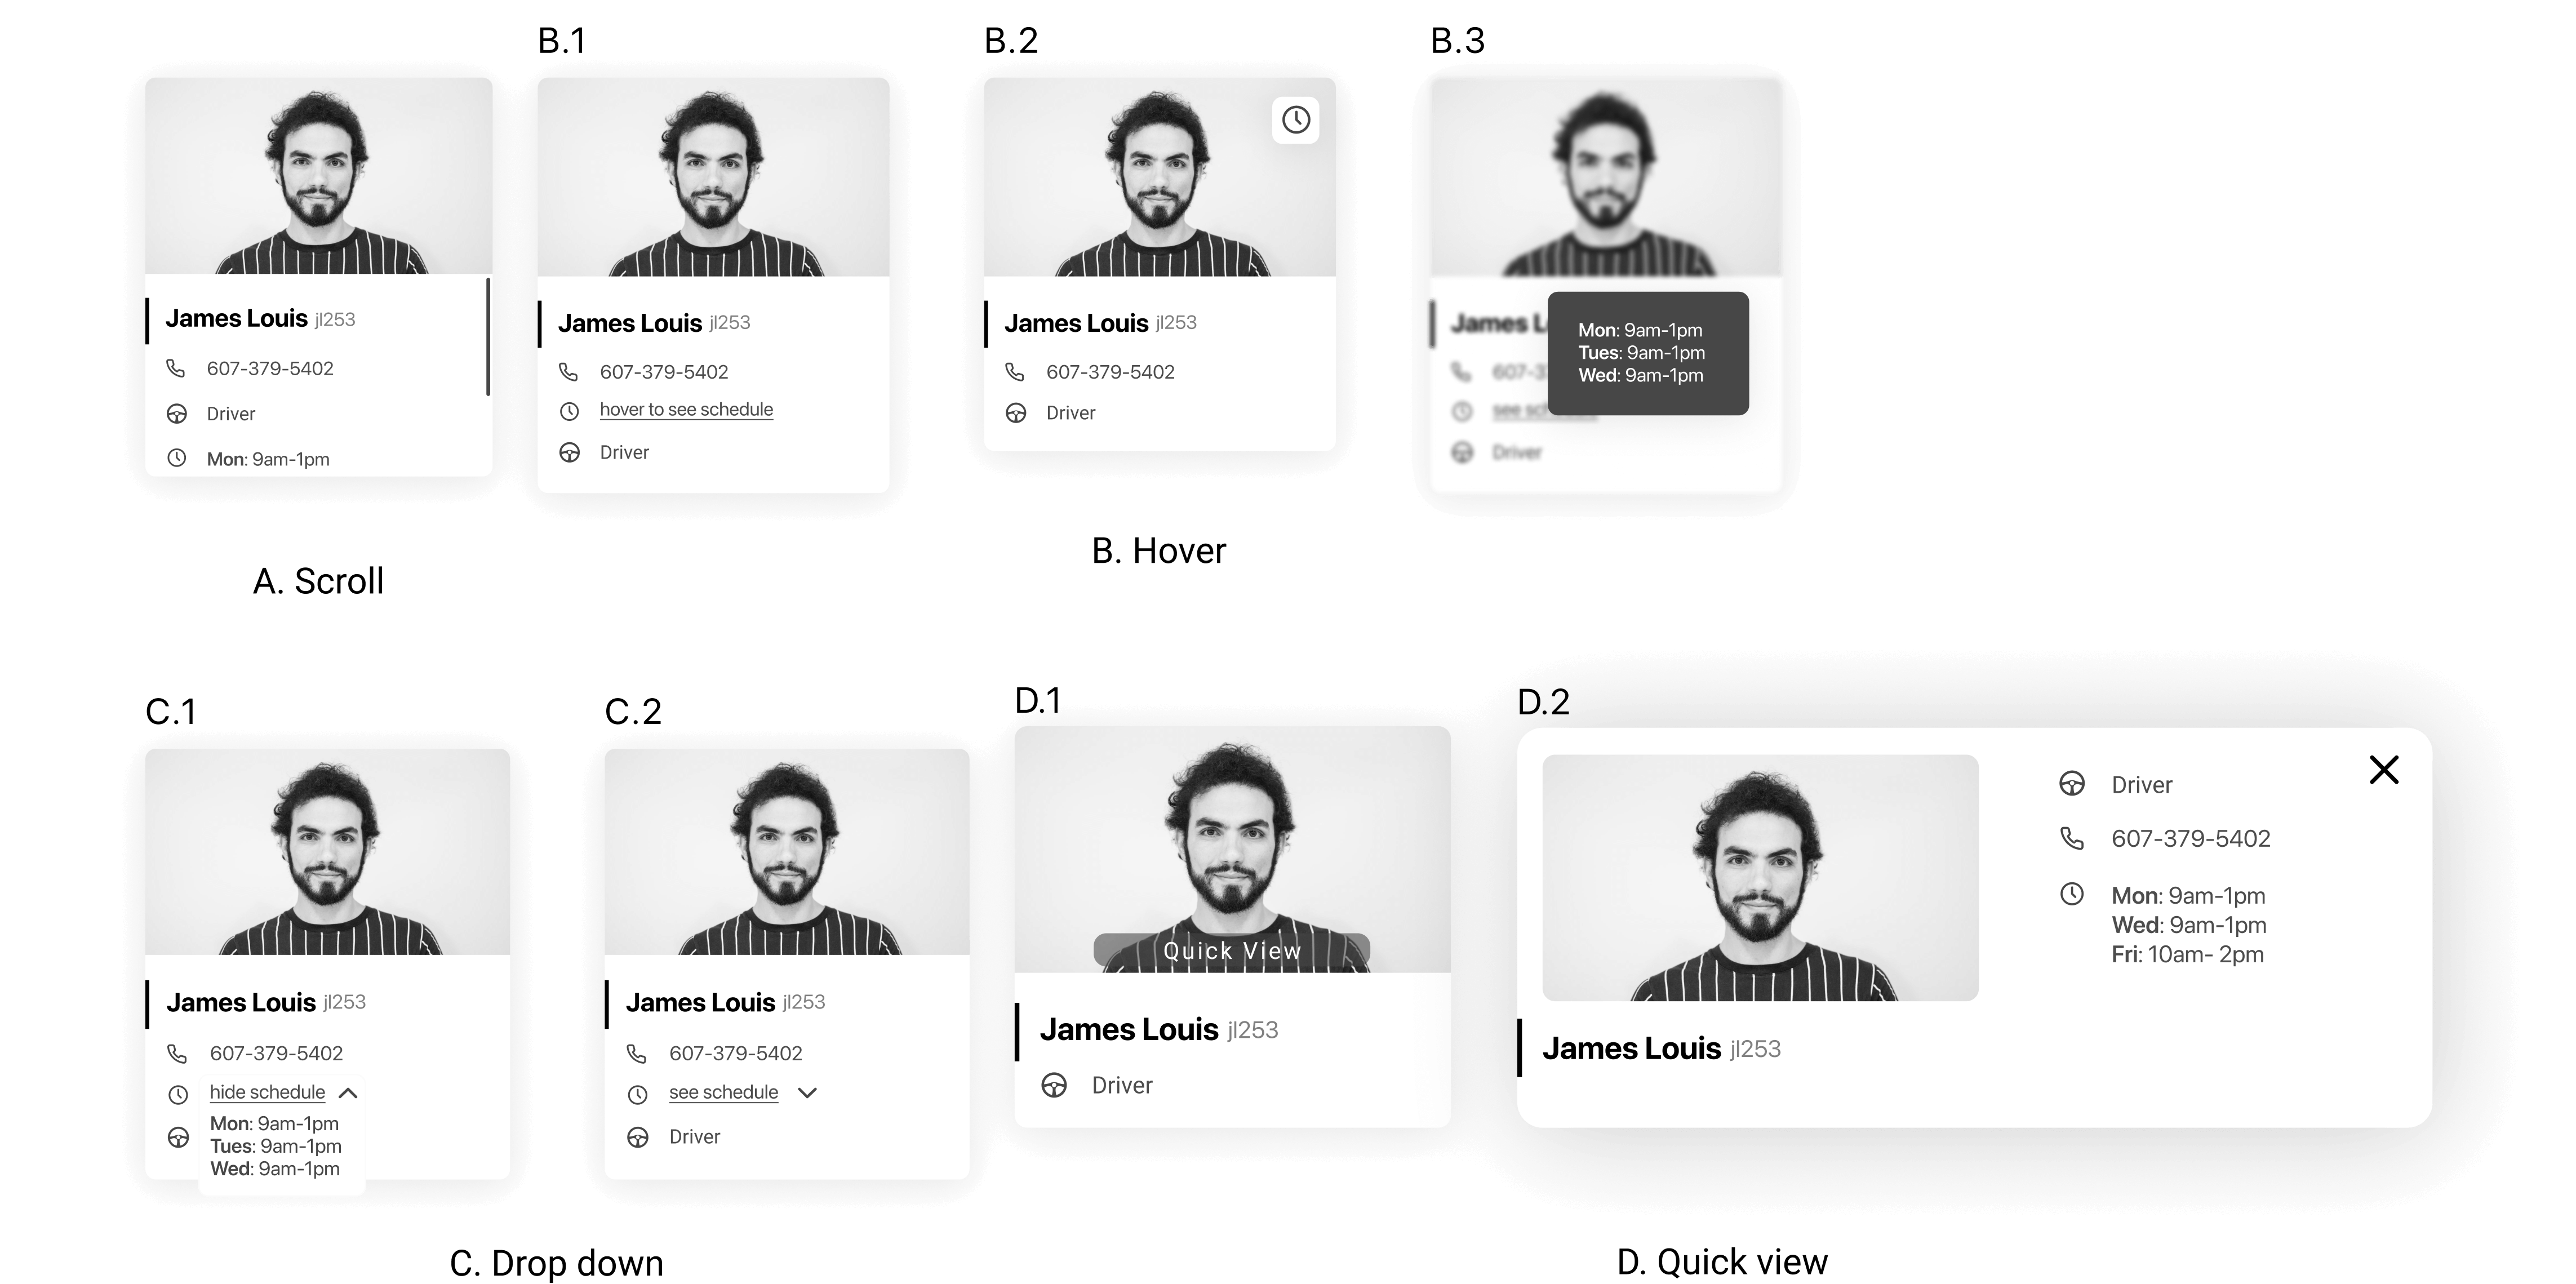 B.1
B.2
B.3
James Louis jl253
607-379-5402
Driver
Mon: 9am-1pm
James Louis jl253
607-379-5402
hover to see schedule
Driver
James Louis jl253
607-379-5402
Driver
James L
607-3
see sch
Driver
Mon: 9am-1pm
Tues: 9am-1pm
Wed: 9am-1pm
A. Scroll
B. Hover
C.1
C.2
D.1
D.2
James Louis jl253
607-379-5402
hide schedule
Mon: 9am-1pm
Tues: 9am-1pm
Wed: 9am-1pm
James Louis jl253
607-379-5402
see schedule
Driver
Quick View
James Louis jl253
Driver
James Louis jl253
Driver
607-379-5402
Mon: 9am-1pm
Wed: 9am-1pm
Fri: 10am- 2pm
C. Drop down
D. Quick view